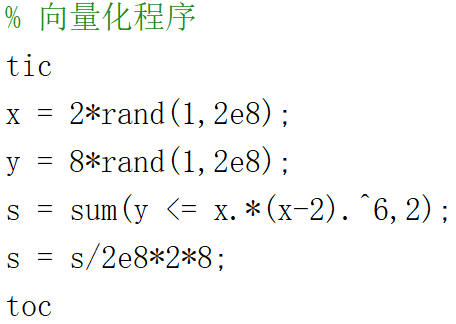 % 向量化程序
tic
x = 2*rand(1,2e8);
y = 8*rand(1,2e8);
s = sum(y <= x.*(x-2).^6,2);
s = s/2e8*2*8;
toc